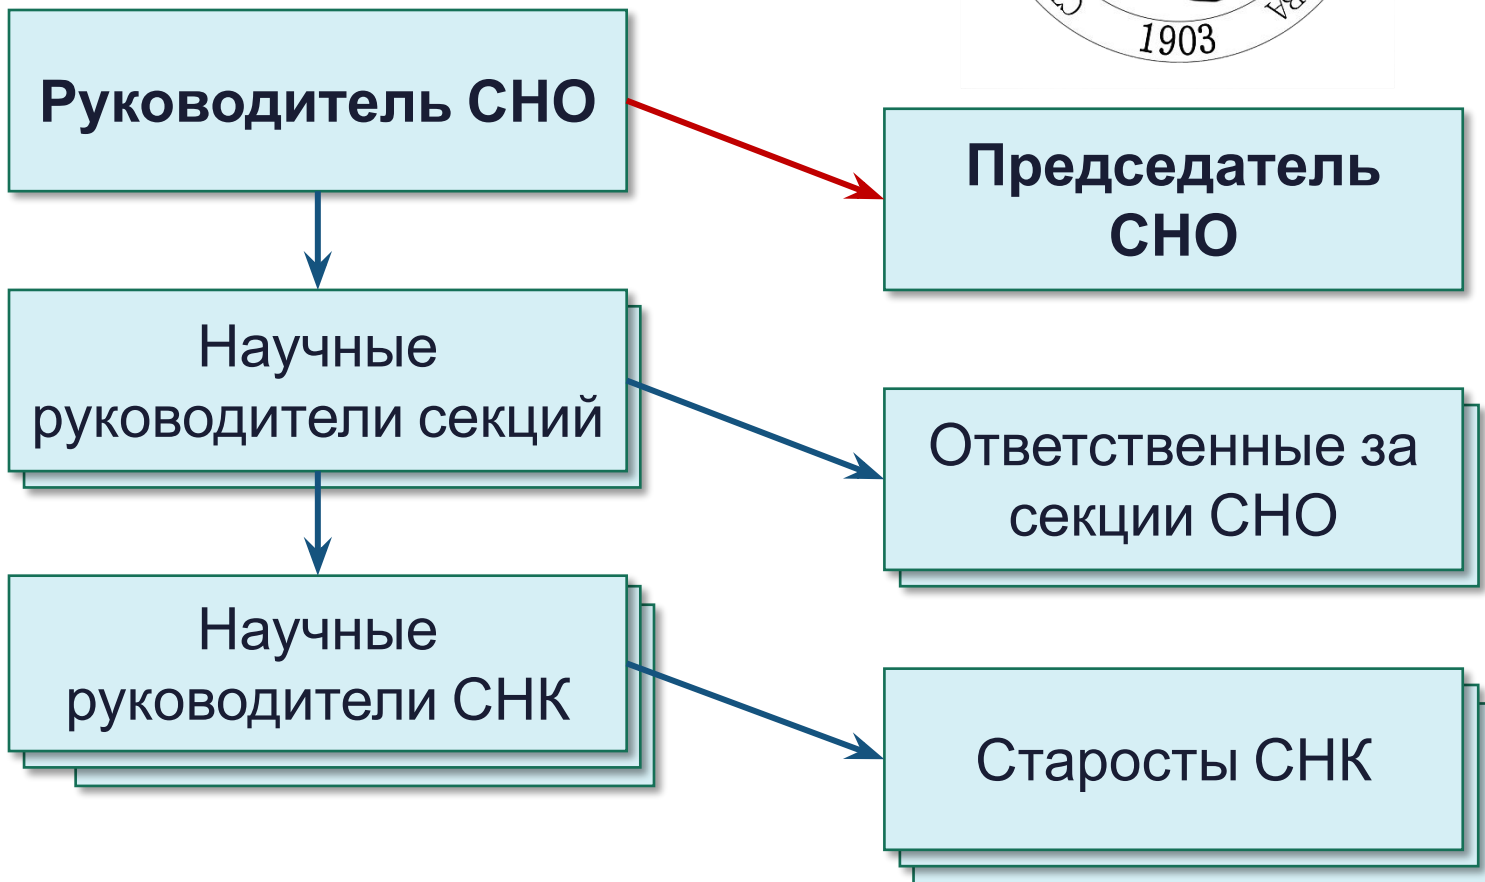 1903
Руководитель СНО
Председатель
СНО
Научные
руководители секций
Ответственные за
секции СНО
Научные
руководители СНК
Старосты СНК